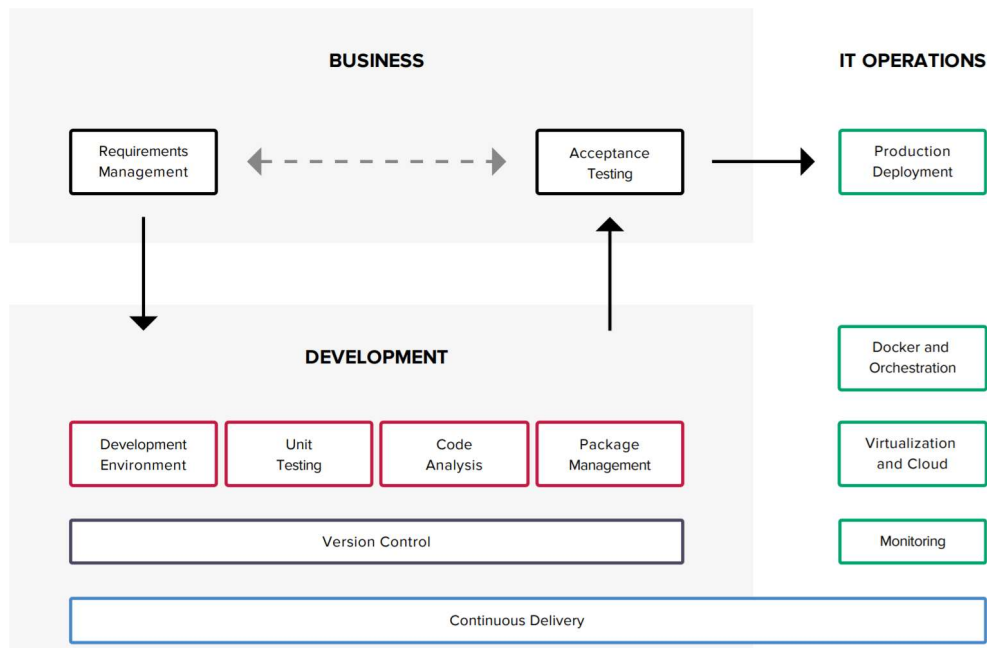 BUSINESS
IT OPERATIONS
Requirements
Management
Acceptance
Testing
Production
Deployment
DEVELOPMENT
Docker and
Orchestration
Development
Environment
Unit
Testing
Code
Analysis
Package
Management
Virtualization
and Cloud
Version Control
Monitoring
Continuous Delivery